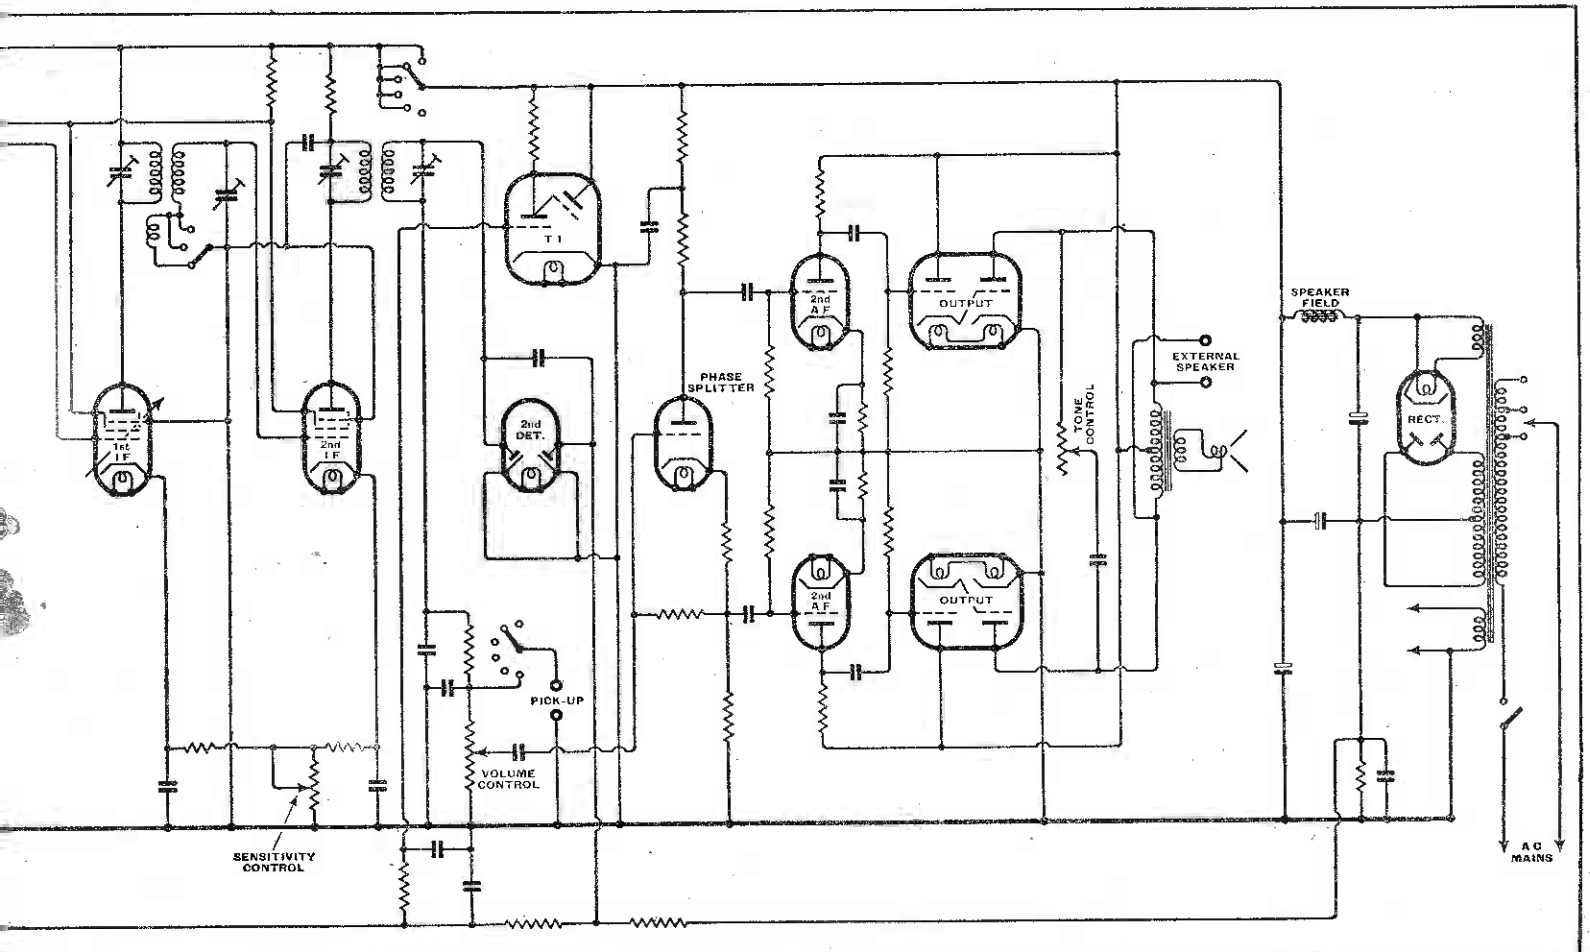 T I
SPEAKER
FIELD
2nd
A F
OUTPUT
EXTERNAL
SPEAKER
PHASE
SPLITTER
TONE
CONTROL
RECT.
2nd
DET.
1st
I F
2nd
I F
2nd
A F
OUTPUT
PICK-UP
VOLUME
CONTROL
SENSITIVITY
CONTROL
A C
MAINS